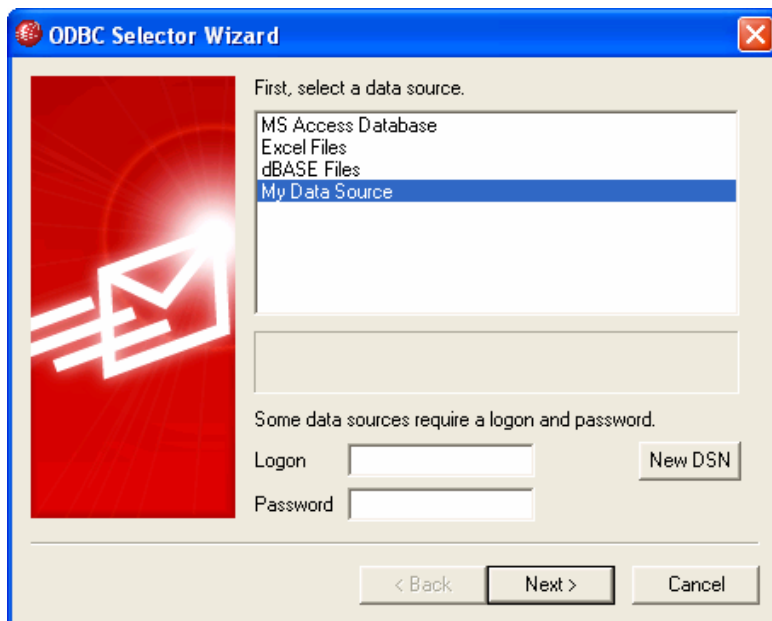 ODBC Selector Wizard
First, select a data source.
MS Access Database
Excel Files
dBASE Files
My Data Source
Some data sources require a logon and password.
Logon
New DSN
Password
< Back
Next >
Cancel